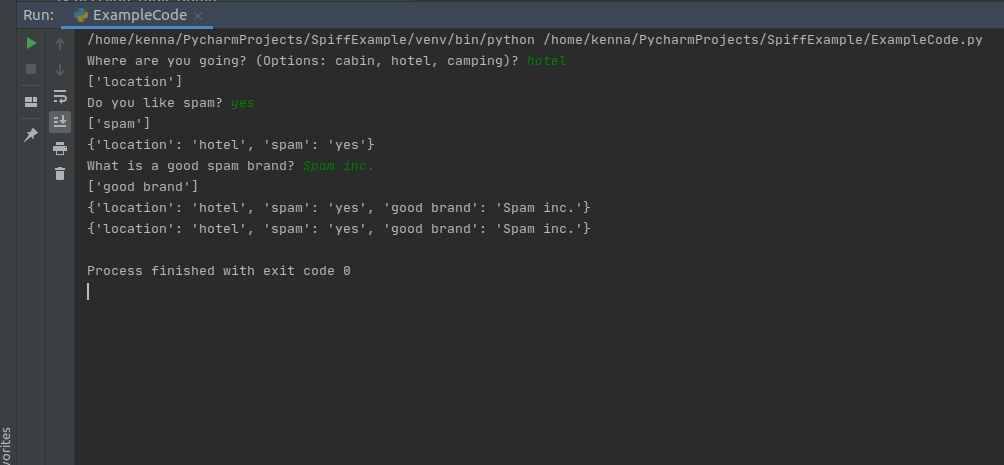 Run: ExampleCode
/home/kenna/PycharmProjects/SpiffExample/venv/bin/python /home/kenna/PycharmProjects/SpiffExample/ExampleCode.py
Where are you going? (Options: cabin, hotel, camping)? hotel
['location']
Do you like spam? yes
['spam']
{'location': 'hotel', 'spam': 'yes'}
What is a good spam brand? Spam inc.
['good brand']
{'location': 'hotel', 'spam': 'yes', 'good brand': 'Spam inc.'}
{'location': 'hotel', 'spam': 'yes', 'good brand': 'Spam inc.'}
Process finished with exit code 0
vorites